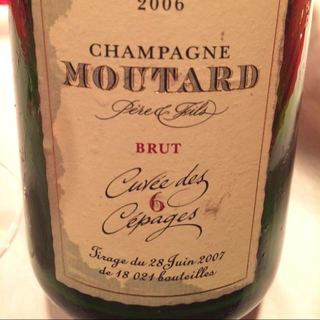 2006
CHAMPAGNE
MOUTARD
Père & Fils
BRUT
Cuvée des
6
Cépages
Tirage du 28 Juin 2007
de 18 021 bouteilles